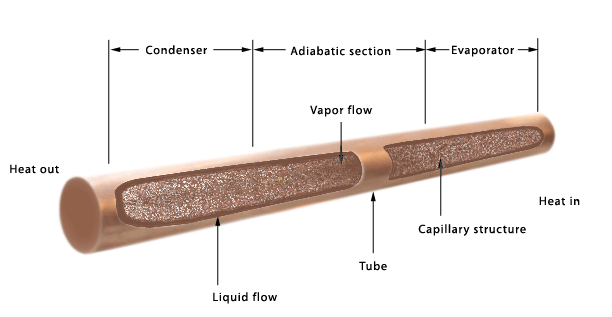 Condenser
Adiabatic section
Evaporator
Vapor flow
Heat out
Heat in
Capillary structure
Tube
Liquid flow